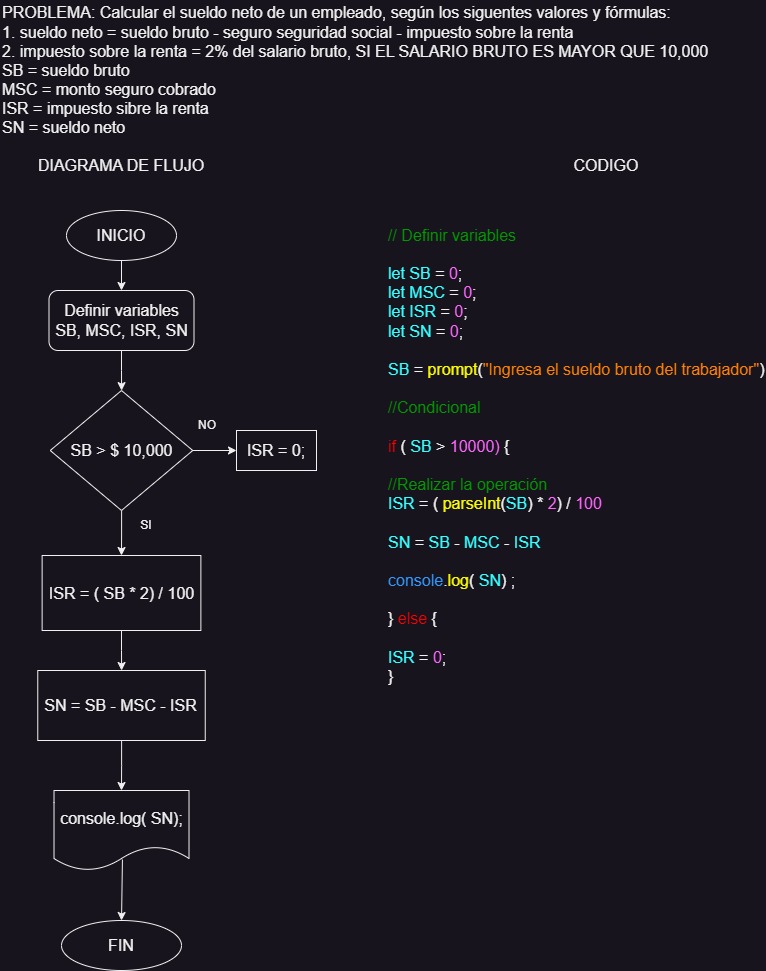 PROBLEMA: Calcular el sueldo neto de un empleado, según los siguentes valores y fórmulas:
1. sueldo neto = sueldo bruto - seguro seguridad social - impuesto sobre la renta
2. impuesto sobre la renta = 2% del salario bruto, SI EL SALARIO BRUTO ES MAYOR QUE 10,000
SB = sueldo bruto
MSC = monto seguro cobrado
ISR = impuesto sibre la renta
SN = sueldo neto
DIAGRAMA DE FLUJO
INICIO
Definir variables
SB, MSC, ISR, SN
SB > $ 10,000
NO
ISR = 0;
SI
ISR = ( SB * 2) / 100
SN = SB - MSC - ISR
console.log( SN);
FIN
CODIGO
// Definir variables
let SB = 0;
let MSC = 0;
let ISR = 0;
let SN = 0;
SB = prompt("Ingresa el sueldo bruto del trabajador")
//Condicional
if ( SB > 10000) {
//Realizar la operación
ISR = ( parseInt(SB) * 2) / 100
SN = SB - MSC - ISR
console.log( SN) ;
} else {
ISR = 0;
}